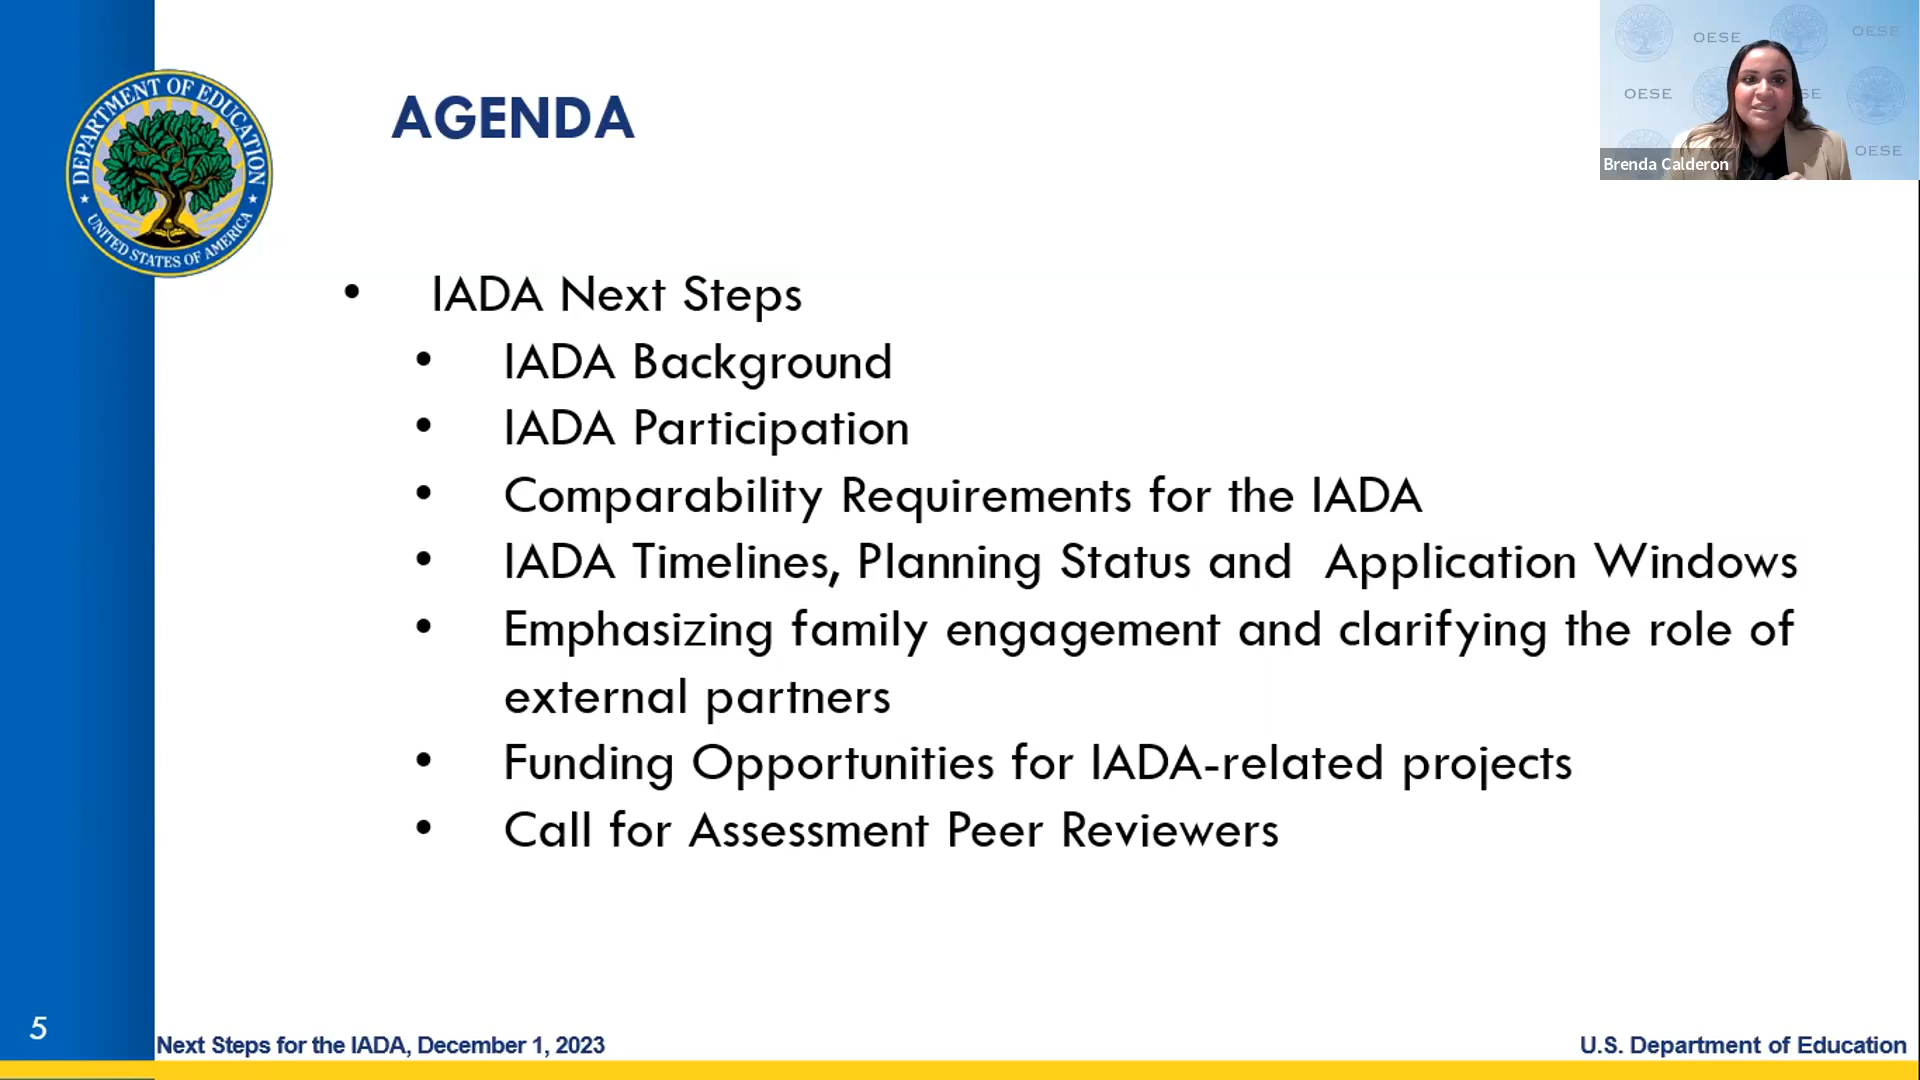 DEPARTMENT OF EDUCATION
UNITED STATES OF AMERICA
AGENDA
OESE
OESE
OESE
SE
OESE
Brenda Calderon
• IADA Next Steps
• IADA Background
• IADA Participation
• Comparability Requirements for the IADA
• IADA Timelines, Planning Status and  Application Windows
• Emphasizing family engagement and clarifying the role of
external partners
• Funding Opportunities for IADA-related projects
• Call for Assessment Peer Reviewers
5
Next Steps for the IADA, December 1, 2023
U.S. Department of Education